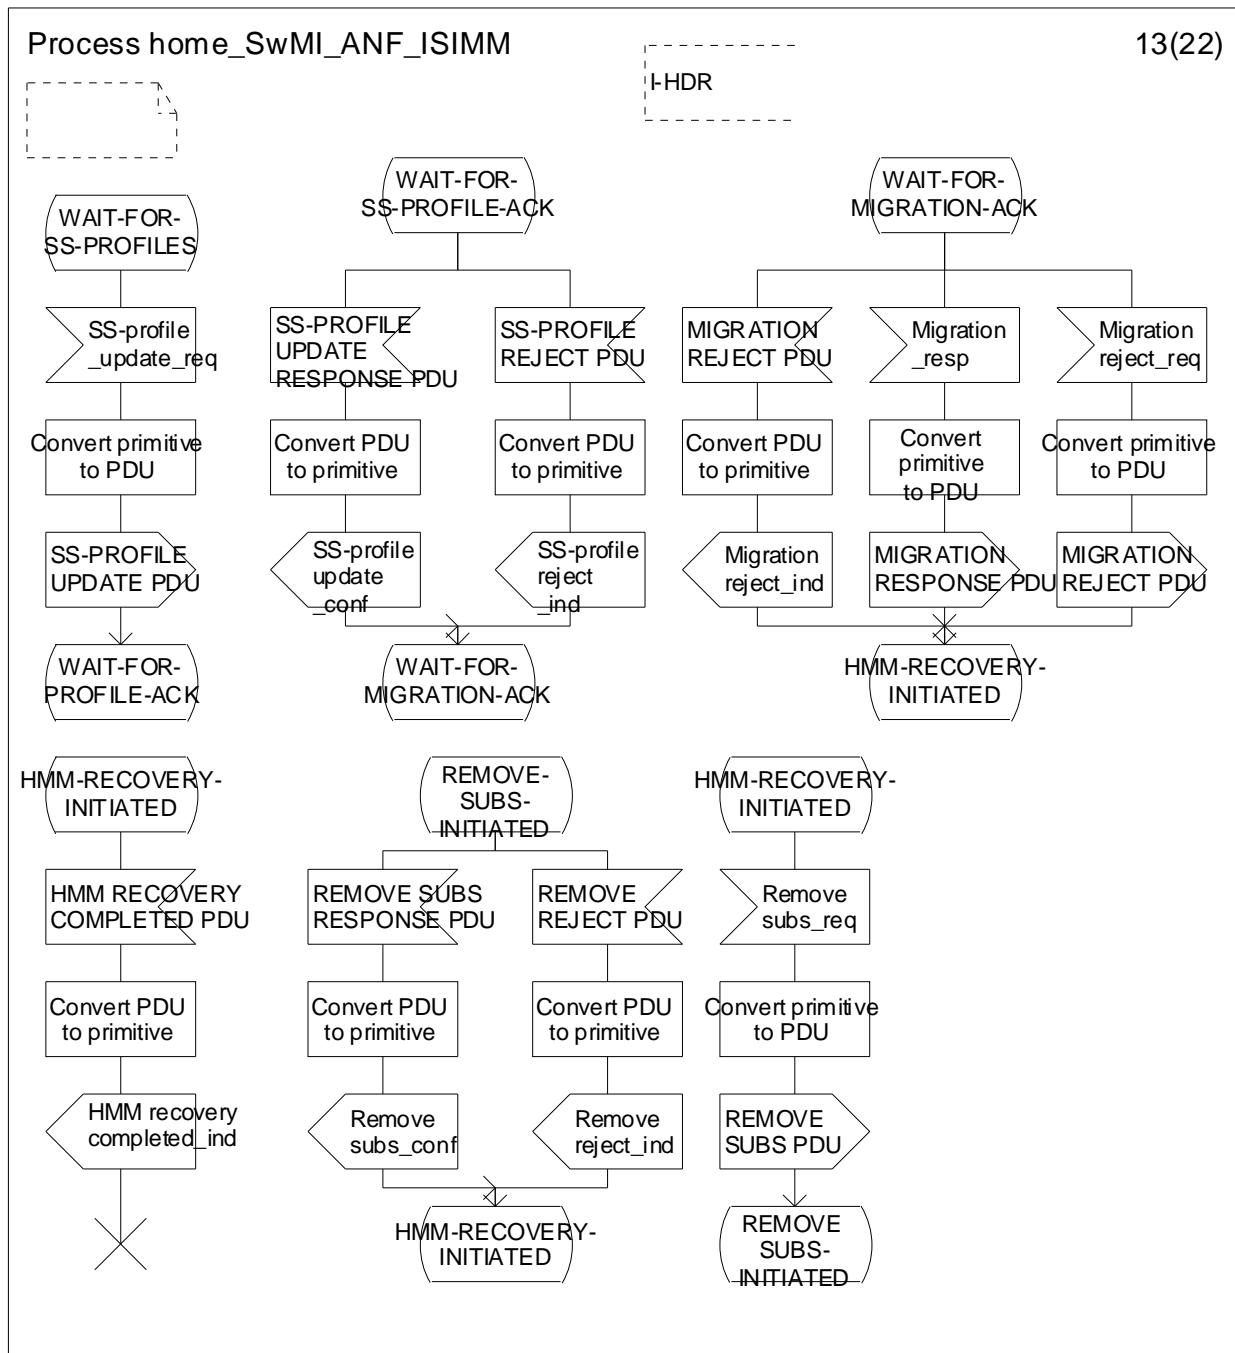 Process home_SwMI_ANF_ISIMM
13(22)
I-HDR
WAIT-FOR-
SS-PROFILES
SS-profile
_update_req
Convert primitive
to PDU
SS-PROFILE
UPDATE PDU
WAIT-FOR-
PROFILE-ACK
WAIT-FOR-
SS-PROFILE-ACK
SS-PROFILE
UPDATE
RESPONSE PDU
Convert PDU
to primitive
SS-profile
update
_conf
SS-PROFILE
REJECT PDU
Convert PDU
to primitive
SS-profile
reject
_ind
WAIT-FOR-
MIGRATION-ACK
WAIT-FOR-
MIGRATION-ACK
MIGRATION
REJECT PDU
Convert PDU
to primitive
Migration
reject_ind
Migration
_resp
Convert
primitive
to PDU
MIGRATION
RESPONSE PDU
Migration
reject_req
Convert primitive
to PDU
MIGRATION
REJECT PDU
HMM-RECOVERY-
INITIATED
HMM-RECOVERY-
INITIATED
HMM RECOVERY
COMPLETED PDU
Convert PDU
to primitive
HMM recovery
completed_ind
REMOVE-
SUBS-
INITIATED
REMOVE SUBS
RESPONSE PDU
Convert PDU
to primitive
Remove
subs_conf
REMOVE
REJECT PDU
Convert PDU
to primitive
Remove
reject_ind
HMM-RECOVERY-
INITIATED
HMM-RECOVERY-
INITIATED
Remove
subs_req
Convert primitive
to PDU
REMOVE
SUBS PDU
REMOVE
SUBS-
INITIATED